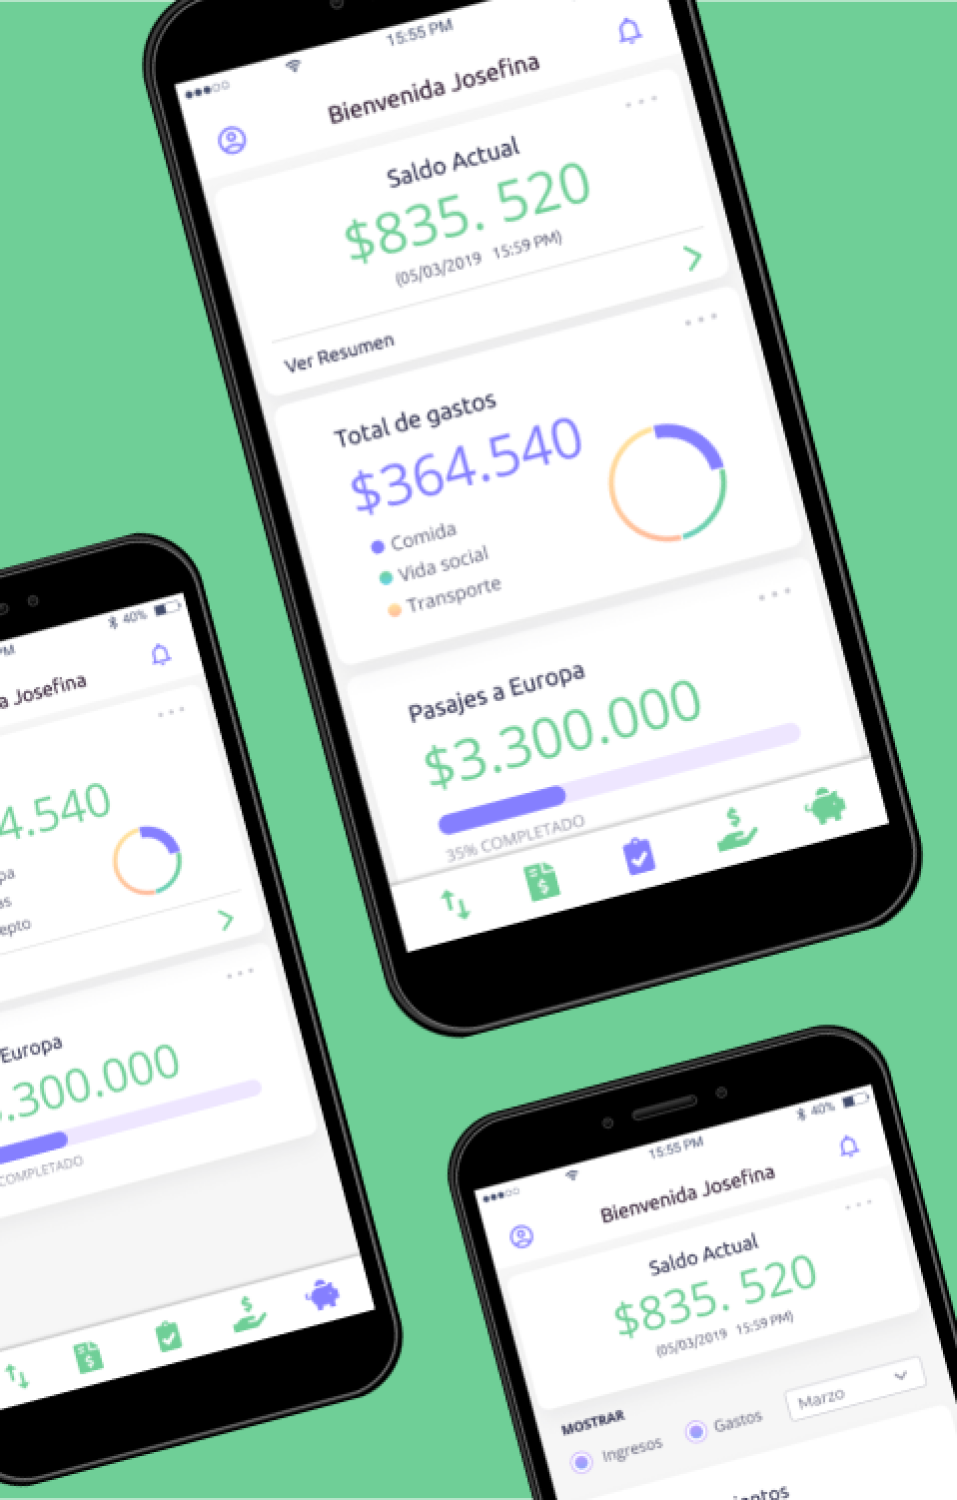 15:55 PM
Bienvenida Josefina
Saldo Actual
$835. 520
(05/03/2019 15:59 PM)
Ver Resumen
Total de gastos
$364.540
Comida
Vida social
Transporte
Pasajes a Europa
$3.300.000
35% COMPLETADO
PM
40%
a Josefina
4.540
pa
as
epto
Europa
.300.000
COMPLETADO
15:55 PM
40%
Bienvenida Josefina
Saldo Actual
$835. 520
(05/03/2019 15:59 PM)
MOSTRAR
Ingresos
Gastos
Marzo